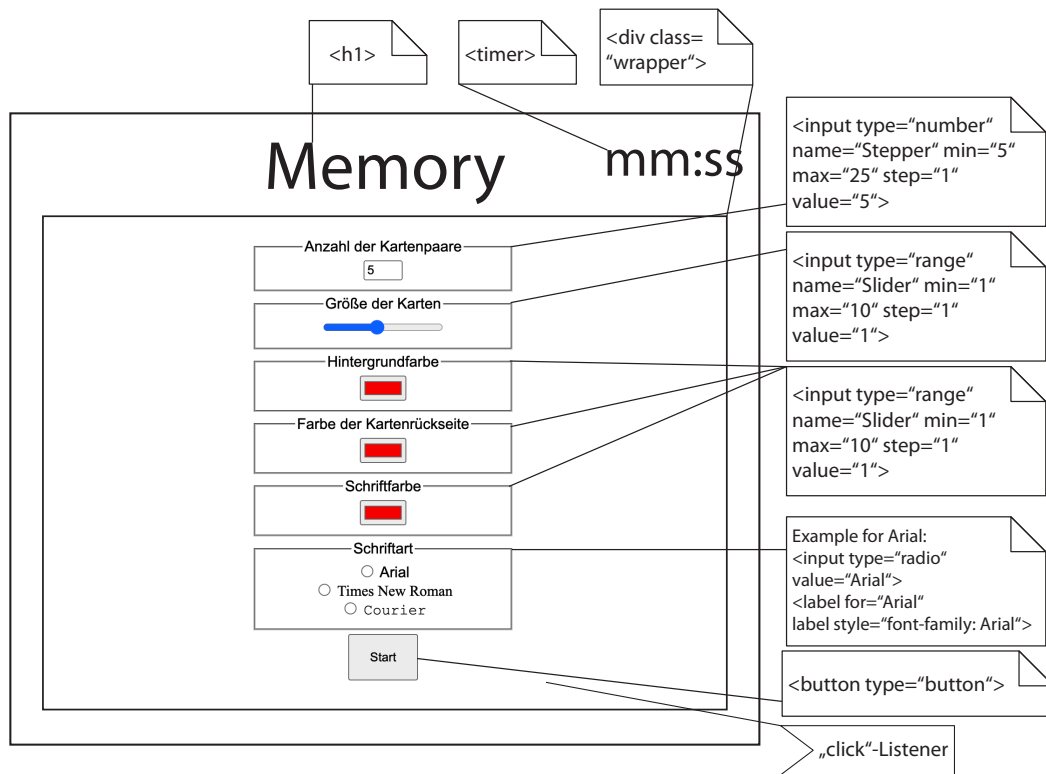 <h1>
<timer>
<div class=
“wrapper“>
Memory
mm:ss
<input type=“number“
name=“Stepper“ min=“5“
max=“25“ step=“1“
value=“5“>
Anzahl der Kartenpaare
5
<input type=“range“
name=“Slider“ min=“1“
max=“10“ step=“1“
value=“1“>
Größe der Karten
Hintergrundfarbe
<input type=“range“
name=“Slider“ min=“1“
max=“10“ step=“1“
value=“1“>
Farbe der Kartenrückseite
Schriftfarbe
Example for Arial:
<input type=“radio“
value=“Arial“>
<label for=“Arial“
label style=“font-family: Arial“>
Schriftart
Arial
Times New Roman
Courier
Start
<button type=“button“>
„click“-Listener